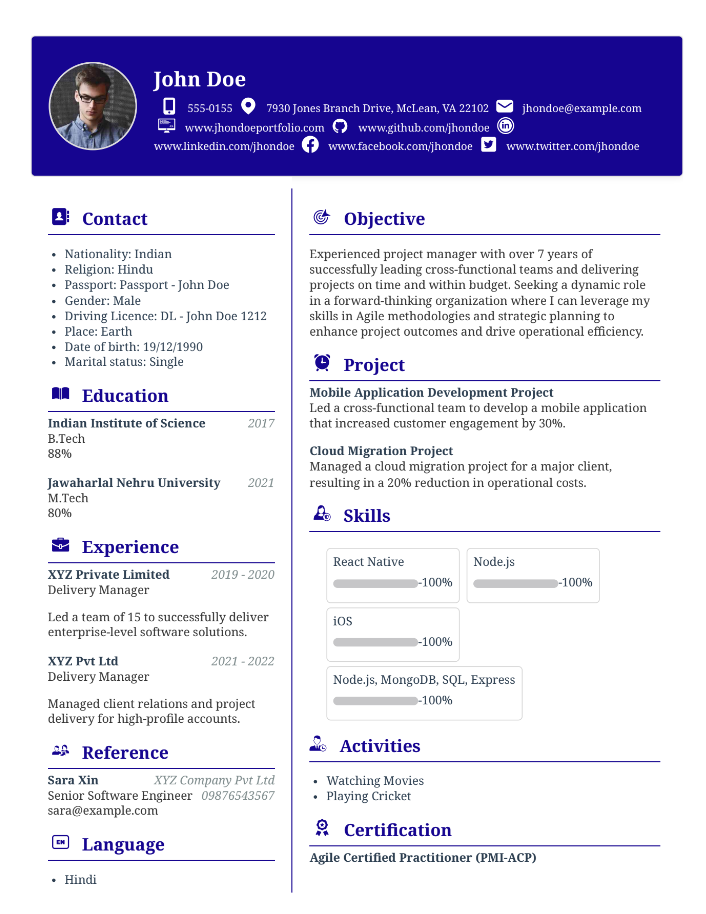 John Doe
555-0155 7930 Jones Branch Drive, McLean, VA 22102 jhondoe@example.com
www.jhondoeportfolio.com www.github.com/jhondoe
www.linkedin.com/jhondoe www.facebook.com/jhondoe www.twitter.com/jhondoe
Contact
• Nationality: Indian
• Religion: Hindu
• Passport: Passport - John Doe
• Gender: Male
• Driving Licence: DL - John Doe 1212
• Place: Earth
• Date of birth: 19/12/1990
• Marital status: Single
Education
Indian Institute of Science 2017
B.Tech
88%
Jawaharlal Nehru University 2021
M.Tech
80%
Experience
XYZ Private Limited 2019 - 2020
Delivery Manager
Led a team of 15 to successfully deliver
enterprise-level software solutions.
XYZ Pvt Ltd 2021 - 2022
Delivery Manager
Managed client relations and project
delivery for high-profile accounts.
Reference
Sara Xin XYZ Company Pvt Ltd
Senior Software Engineer 09876543567
sara@example.com
EN Language
• Hindi
Objective
Experienced project manager with over 7 years of
successfully leading cross-functional teams and delivering
projects on time and within budget. Seeking a dynamic role
in a forward-thinking organization where I can leverage my
skills in Agile methodologies and strategic planning to
enhance project outcomes and drive operational efficiency.
Project
Mobile Application Development Project
Led a cross-functional team to develop a mobile application
that increased customer engagement by 30%.
Cloud Migration Project
Managed a cloud migration project for a major client,
resulting in a 20% reduction in operational costs.
Skills
React Native
-100%
Node.js
-100%
iOS
-100%
Node.js, MongoDB, SQL, Express
-100%
Activities
• Watching Movies
• Playing Cricket
Certification
Agile Certified Practitioner (PMI-ACP)